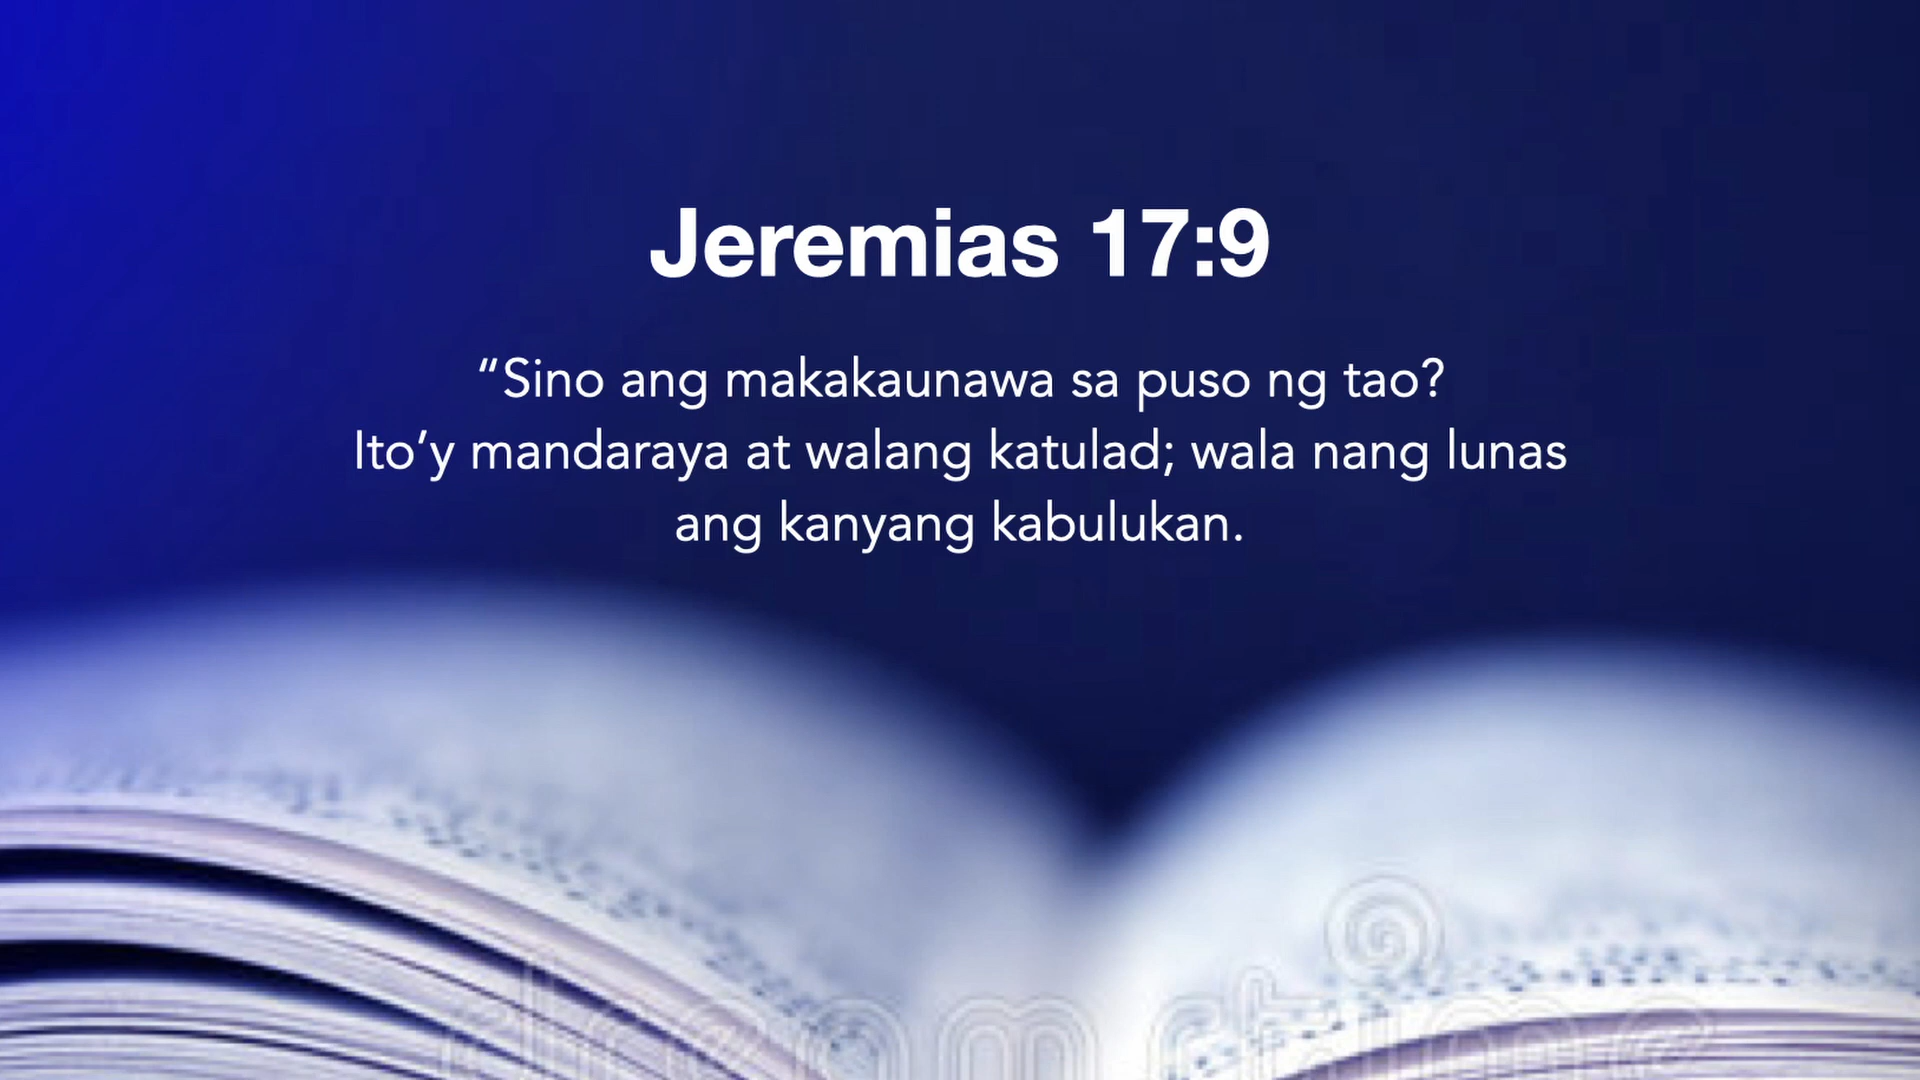 Jeremias 17:9
“Sino ang makakaunawa sa puso ng tao?
Ito’y mandaraya at walang katulad; wala nang lunas
ang kanyang kabulukan.
dreamstime